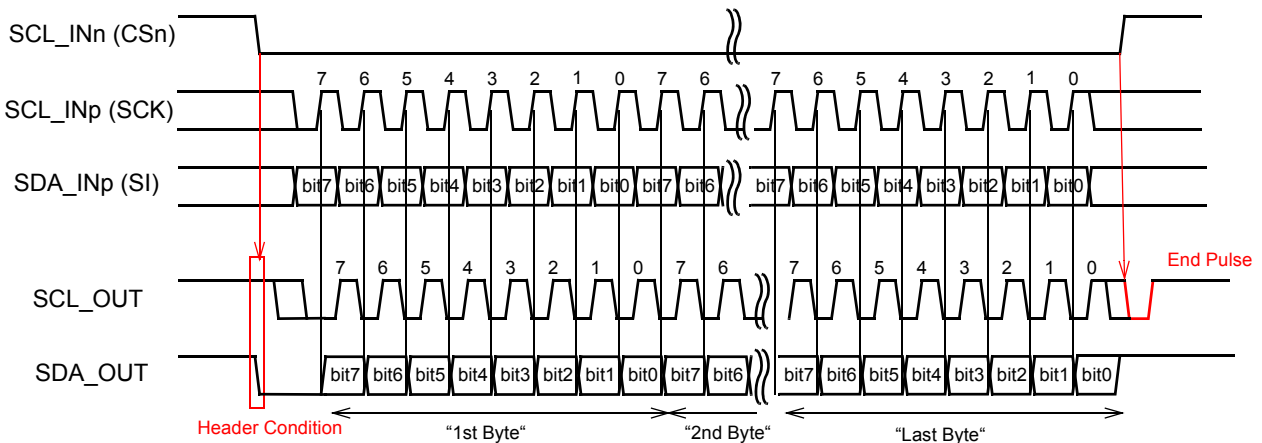 SCL_INn (CSn)
7 6 5 4 3 2 1 0 7 6 7 6 5 4 3 2 1 0
SCL_INp (SCK)
SDA_INp (SI)
bit7 bit6 bit5 bit4 bit3 bit2 bit1 bit0 bit7 bit6 bit7 bit6 bit5 bit4 bit3 bit2 bit1 bit0
End Pulse
7 6 5 4 3 2 1 0 7 6 7 6 5 4 3 2 1 0
SCL_OUT
SDA_OUT
bit7 bit6 bit5 bit4 bit3 bit2 bit1 bit0 bit7 bit6 bit7 bit6 bit5 bit4 bit3 bit2 bit1 bit0
Header Condition
“1st Byte“ “2nd Byte“ “Last Byte“